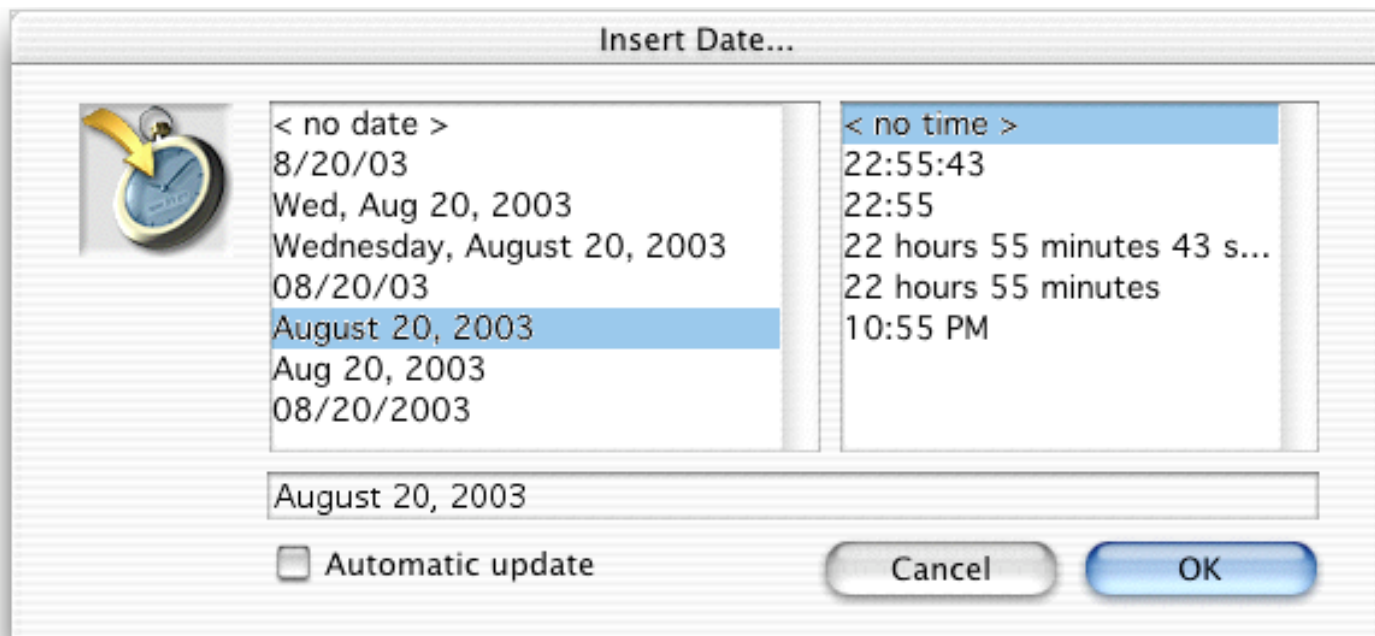 Insert Date...
< no date >
8/20/03
Wed, Aug 20, 2003
Wednesday, August 20, 2003
08/20/03
August 20, 2003
Aug 20, 2003
08/20/2003
< no time >
22:55:43
22:55
22 hours 55 minutes 43 s...
22 hours 55 minutes
10:55 PM
August 20, 2003
Automatic update
Cancel
OK